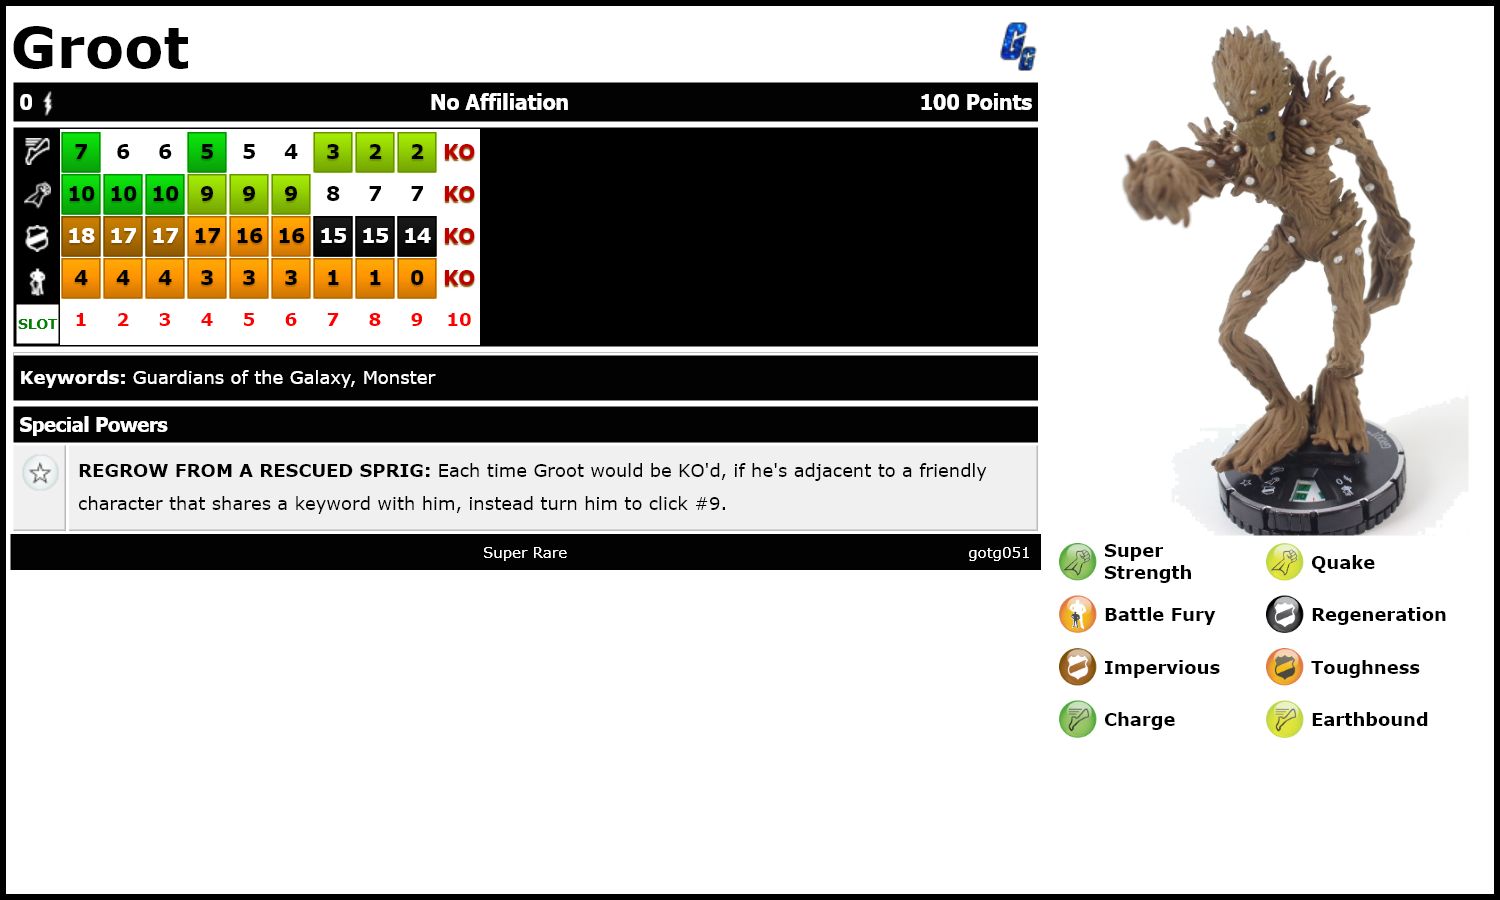 Groot
GG
0 No Affiliation 100 Points
7 6 6 5 5 4 3 2 2 KO
10 10 10 9 9 9 8 7 7 KO
18 17 17 17 16 16 15 15 14 KO
4 4 4 3 3 3 1 1 0 KO
SLOT 1 2 3 4 5 6 7 8 9 10
Keywords: Guardians of the Galaxy, Monster
Special Powers
REGROW FROM A RESCUED SPRIG: Each time Groot would be KO'd, if he's adjacent to a friendly
character that shares a keyword with him, instead turn him to click #9.
Super Rare gotg051
GROOT
Super
Strength
Quake
Battle Fury Regeneration
Impervious Toughness
Charge Earthbound